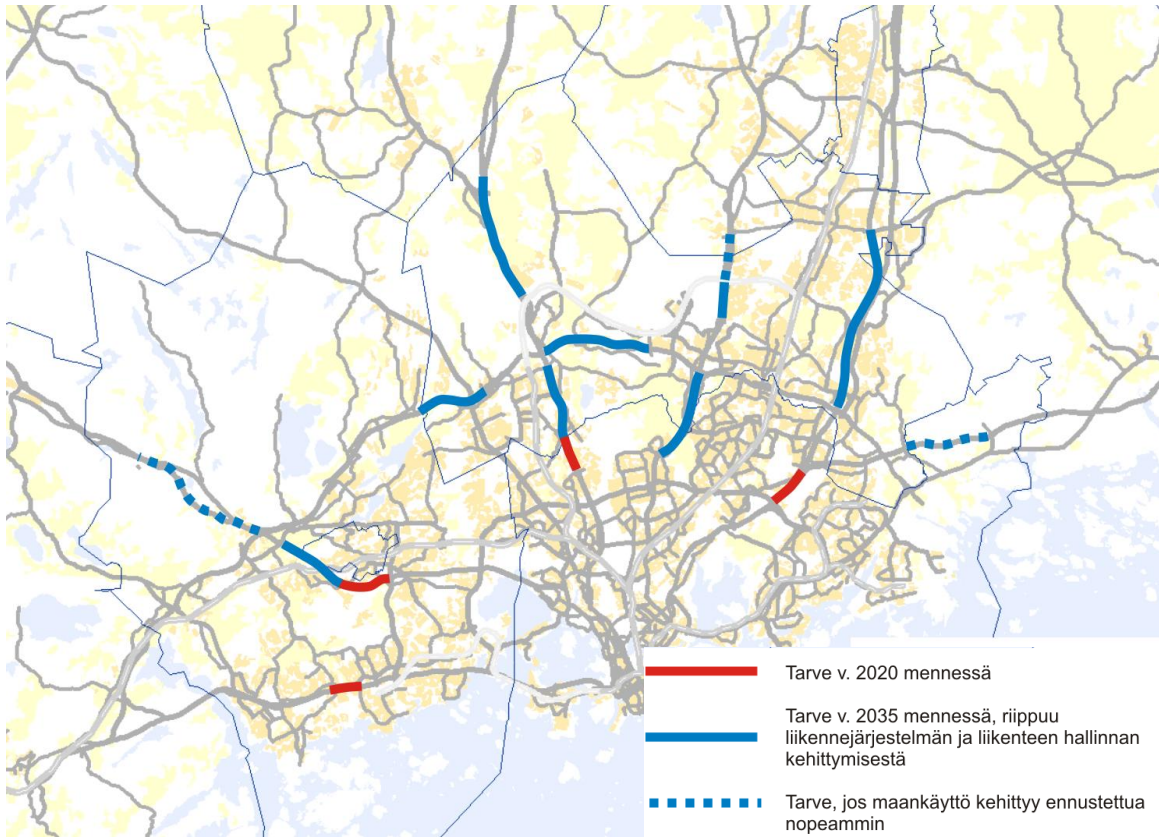 Tarve v. 2020 mennessä
Tarve v. 2035 mennessä, riippuu
liikennejärjestelmän ja liikenteen hallinnan
kehittymisestä
Tarve, jos maankäyttö kehittyy ennustettua
nopeammin